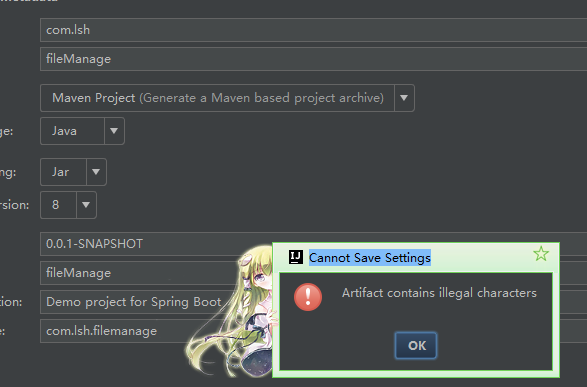 com.lsh
fileManage
Maven Project (Generate a Maven based project archive)
ge: Java
ng: Jar
rsion: 8
0.0.1-SNAPSHOT
fileManage
tion: Demo project for Spring Boot
e: com.lsh.filemanage
IJ Cannot Save Settings
Artifact contains illegal characters
OK